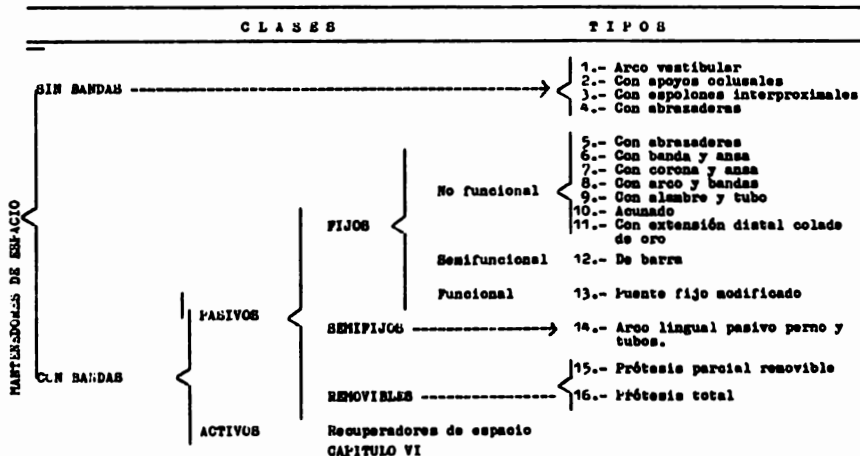 CLASES TIPOS
MANTENEDORES DE ESPACIO
SIN BANDAS
1.- Arco vestibular
2.- Con apoyos oclusales
3.- Con espolones interproximales
4.- Con abrazaderas
CON BANDAS
PASIVOS
FIJOS
No funcional
5.- Con abrazaderes
6.- Con banda y ansa
7.- Con corona y ansa
8.- Con arco y bandas
9.- Con alambre y tubo
10.- Acunado
11.- Con extensión distal colada
de oro
Semifuncional 12.- De barra
Funcional 13.- Puente fijo modificado
SEMIFIJOS 14.- Arco lingual pasivo perno y
tubos.
REMOVIBLES
15.- Prótesis parcial removible
16.- Prótesis total
ACTIVOS Recuperadores de espacio
CAPITULO VI